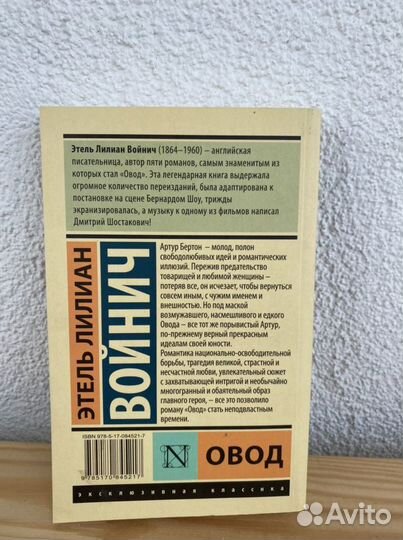 Этель Лилиан Войнич (1864–1960) – английская
писательница, автор пяти романов, самым знаменитым из
которых стал «Овод». Эта легендарная книга выдержала
огромное количество переизданий, была адаптирована к
постановке на сцене Бернардом Шоу, трижды
экранизировалась, а музыку к одному из фильмов написал
Дмитрий Шостакович!
ЭТЕЛЬ ЛИЛИАН
ВОЙНИЧ
Артур Бертон – молод, полон
свободолюбивых идей и романтических
иллюзий. Пережив предательство
товарищей и любимой женщины –
потеряв все, он исчезает, чтобы вернуться
совсем иным, с чужим именем и
внешностью. Но под маской
возмужавшего, насмешливого и едкого
Овода – все тот же порывистый Артур,
по-прежнему верный прекрасным
идеалам своей юности.
Романтика национально-освободительной
борьбы, трагедия великой, страстной и
несчастной любви, увлекательный сюжет
с захватывающей интригой и необычайно
многогранный и обаятельный образ
главного героя, – все это позволило
роману «Овод» стать неподвластным
времени.
ISBN 978-5-17-084521-7
9 785170 845217
N
ОВОД
эксклюзивная классика
Avito